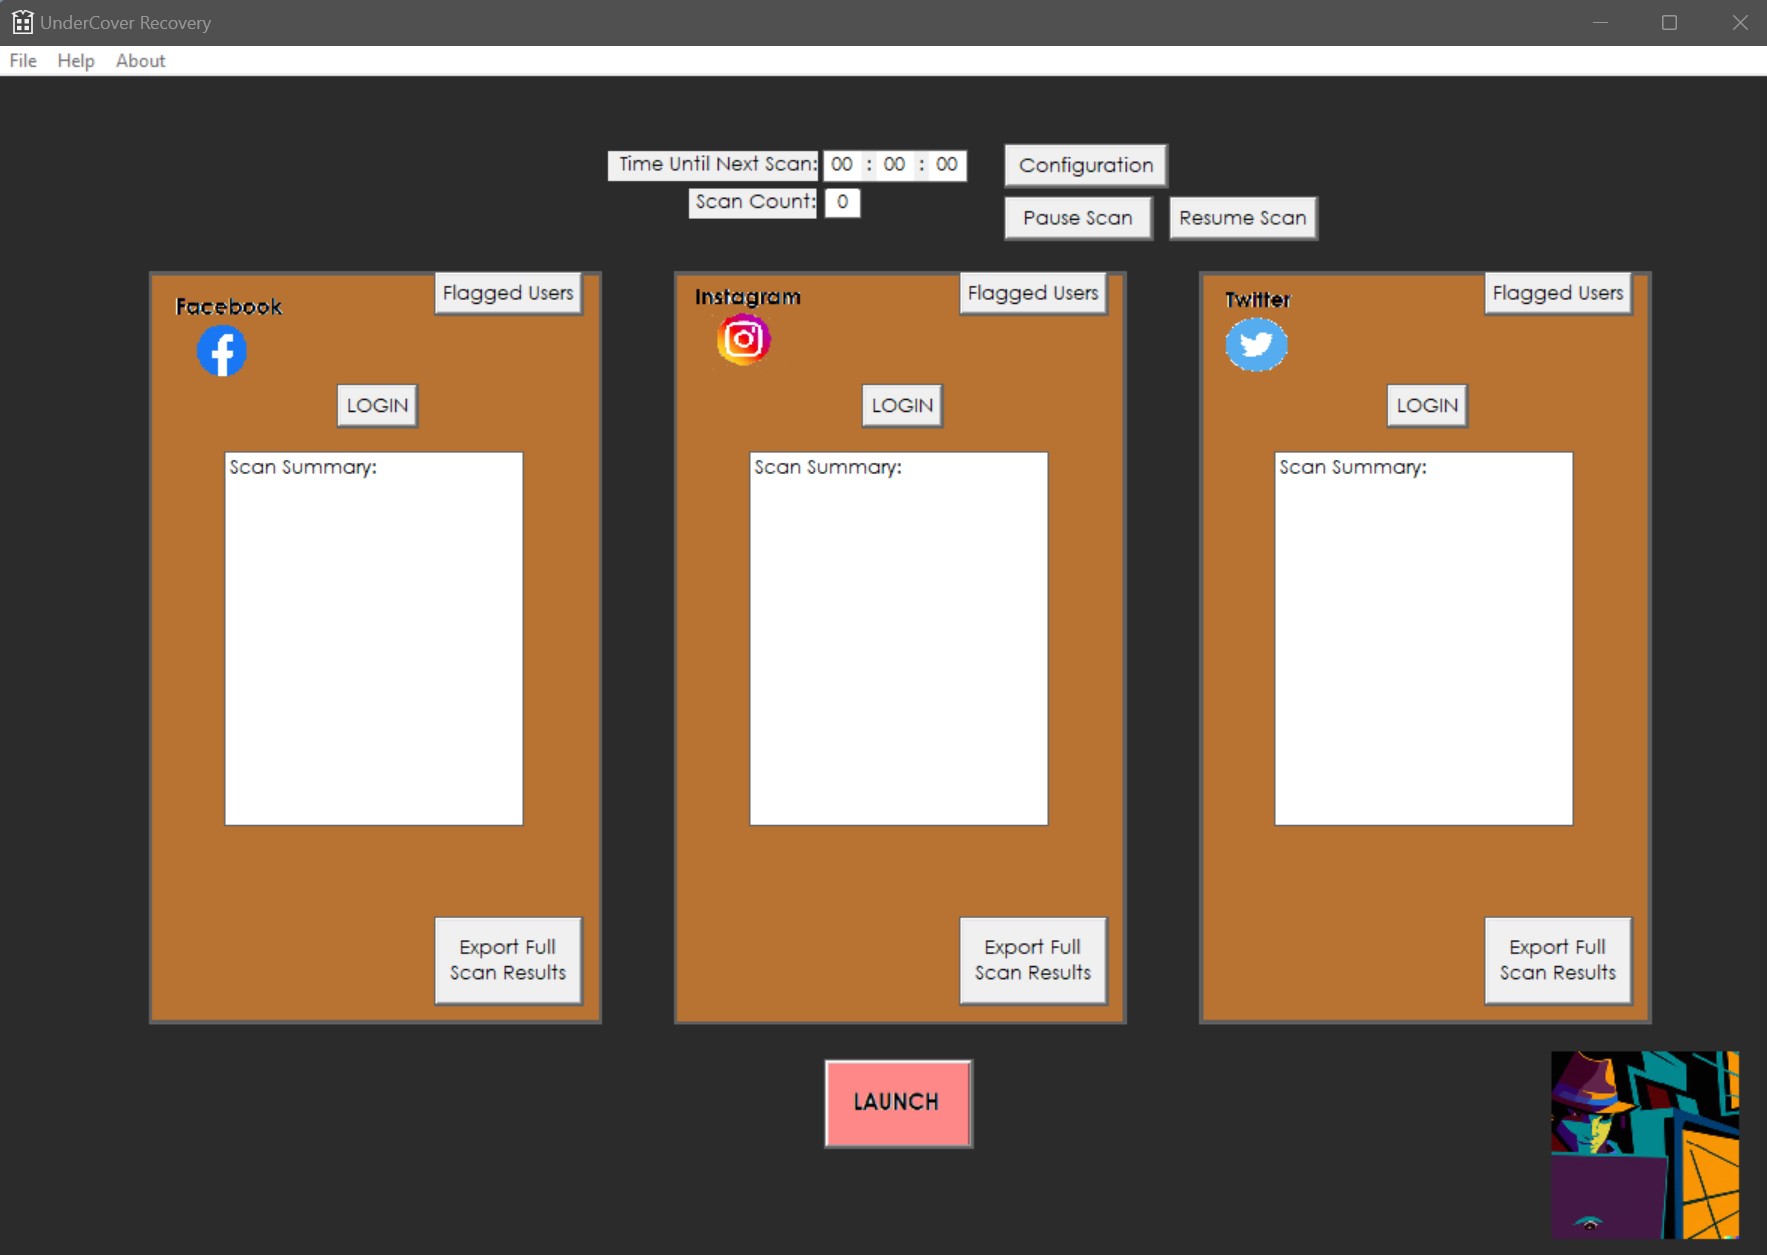 UnderCover Recovery
File Help About
Time Until Next Scan: 00 : 00 : 00
Configuration
Scan Count: 0
Pause Scan Resume Scan
Facebook
Flagged Users
LOGIN
Scan Summary:
Export Full
Scan Results
Instagram
Flagged Users
LOGIN
Scan Summary:
Export Full
Scan Results
Twitter
Flagged Users
LOGIN
Scan Summary:
Export Full
Scan Results
LAUNCH